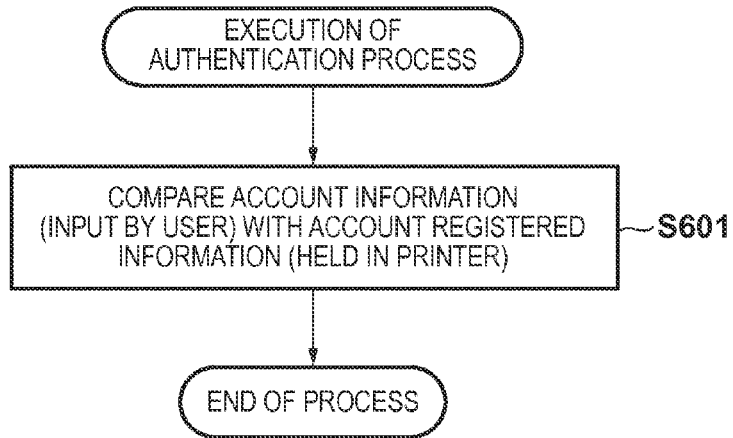 EXECUTION OF
AUTHENTICATION PROCESS
COMPARE ACCOUNT INFORMATION
(INPUT BY USER) WITH ACCOUNT REGISTERED
INFORMATION (HELD IN PRINTER)
S601
END OF PROCESS